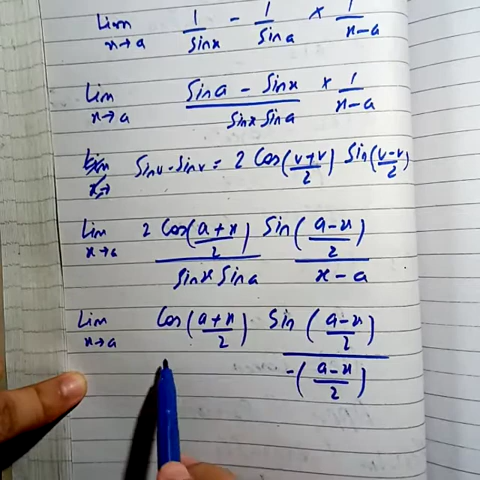 Lim x→a 1/Sinx - 1/Sina × 1/x-a
Lim x→a Sina - Sinx / Sinx Sina × 1/x-a
Sinu - Sinv = 2 Cos(u+v/2) Sin(u-v/2)
Lim x→a 2 Cos(a+x/2) / Sinx Sina Sin(a-x/2) / x-a
Lim x→a Cos(a+x/2) Sin(a-x/2) / -(a-x/2)